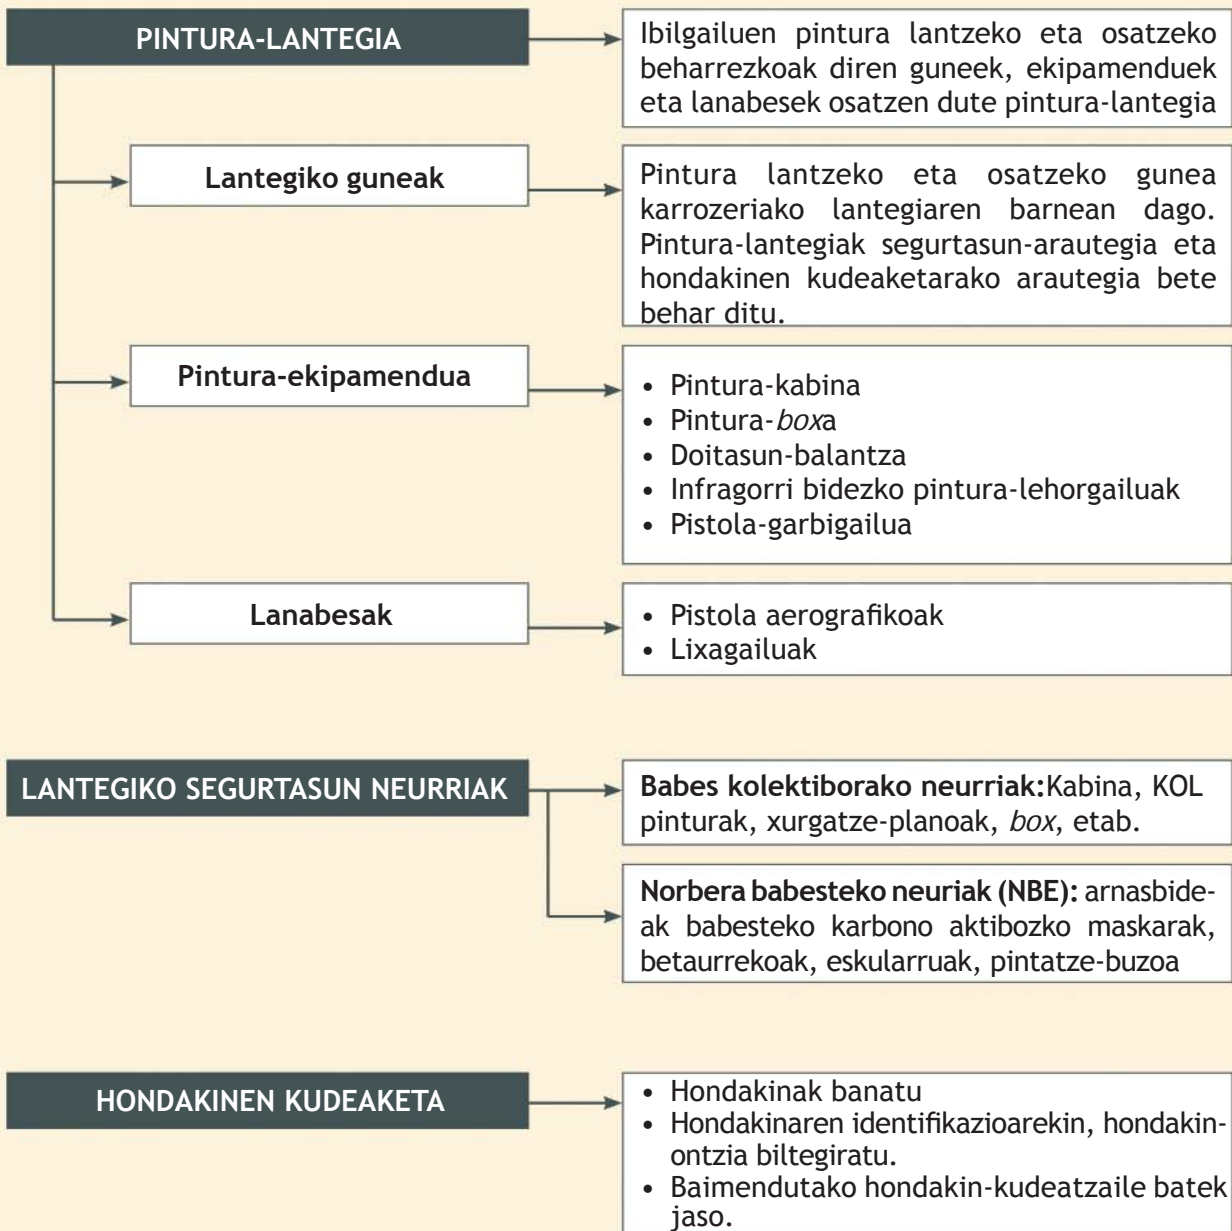 PINTURA-LANTEGIA
Ibilgailuen pintura lantzeko eta osatzeko
beharrezkoak diren guneek, ekipamenduek
eta lanabesek osatzen dute pintura-lantegia
Lantegiko guneak
Pintura lantzeko eta osatzeko gunea
karrozeriako lantegiaren barnean dago.
Pintura-lantegiak segurtasun-arautegia eta
hondakinen kudeaketarako arautegia bete
behar ditu.
Pintura-ekipamendua
• Pintura-kabina
• Pintura-boxa
• Doitasun-balantza
• Infragorri bidezko pintura-lehorgailuak
• Pistola-garbigailua
Lanabesak
• Pistola aerografikoak
• Lixagailuak
LANTEGIKO SEGURTASUN NEURRIAK
Babes kolektiborako neurriak:Kabina, KOL
pinturak, xurgatze-planoak, box, etab.
Norbera babesteko neuriak (NBE): arnasbide-
ak babesteko karbono aktibozko maskarak,
betaurrekoak, eskularruak, pintatze-buzoa
HONDAKINEN KUDEAKETA
• Hondakinak banatu
• Hondakinaren identifikazioarekin, hondakin-
ontzia biltegiratu.
• Baimendutako hondakin-kudeatzaile batek
jaso.